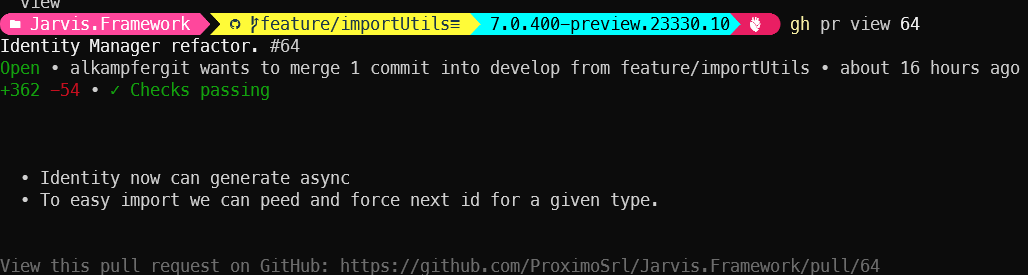 View
Jarvis.Framework feature/importUtils≡ 7.0.400-preview.23330.10 gh pr view 64
Identity Manager refactor. #64
Open • alkampfergit wants to merge 1 commit into develop from feature/importUtils • about 16 hours ago
+362 -54 • ✓ Checks passing
• Identity now can generate async
• To easy import we can peed and force next id for a given type.
View this pull request on GitHub: https://github.com/ProximoSrl/Jarvis.Framework/pull/64